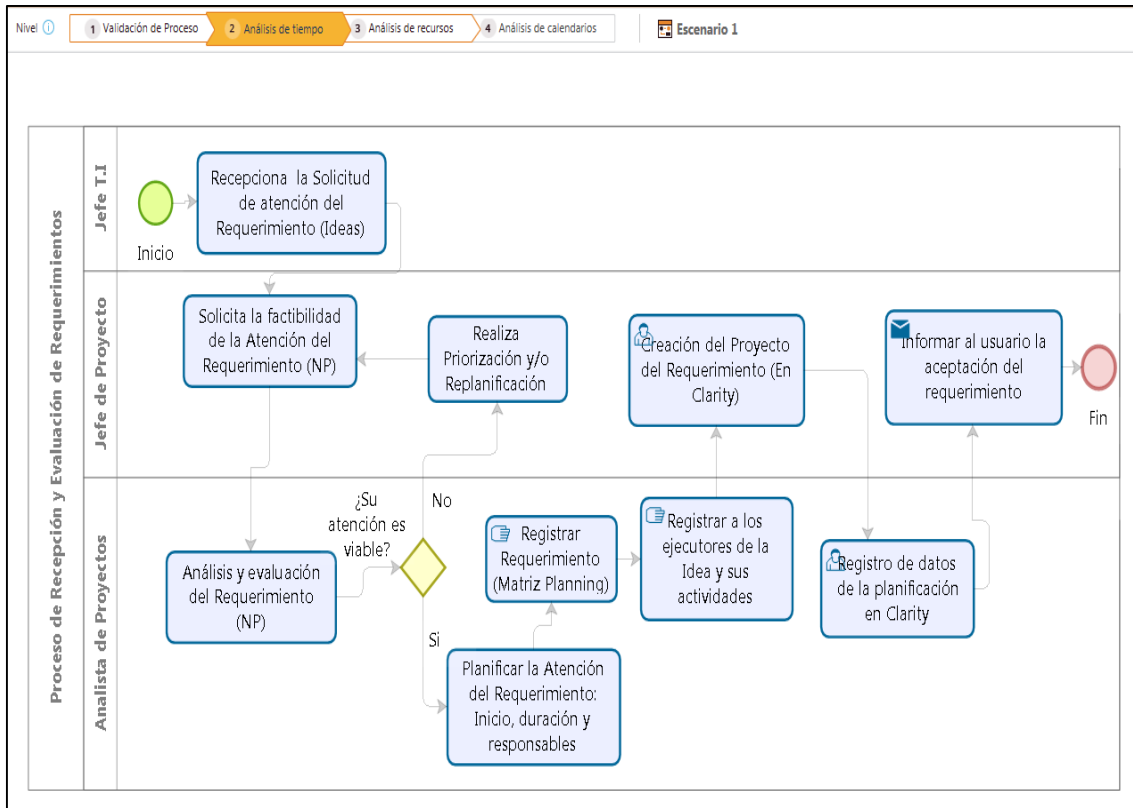 Nivel
1 Validación de Proceso
2 Análisis de tiempo
3 Análisis de recursos
4 Análisis de calendarios
Escenario 1
Proceso de Recepción y Evaluación de Requerimientos
Jefe T.I
Inicio
Recepciona la Solicitud
de atención del
Requerimiento (Ideas)
Jefe de Proyecto
Solicita la factibilidad
de la Atención del
Requerimiento (NP)
Realiza
Priorización y/o
Replanificación
Creación del Proyecto
del Requerimiento (En
Clarity)
Informar al usuario la
aceptación del
requerimiento
Fin
Analista de Proyectos
Análisis y evaluación
del Requerimiento
(NP)
¿Su
atención es
viable?
No
Si
Planificar la Atención
del Requerimiento:
Inicio, duración y
responsables
Registrar
Requerimiento
(Matriz Planning)
Registrar a los
ejecutores de la
Idea y sus
actividades
Registro de datos
de la planificación
en Clarity